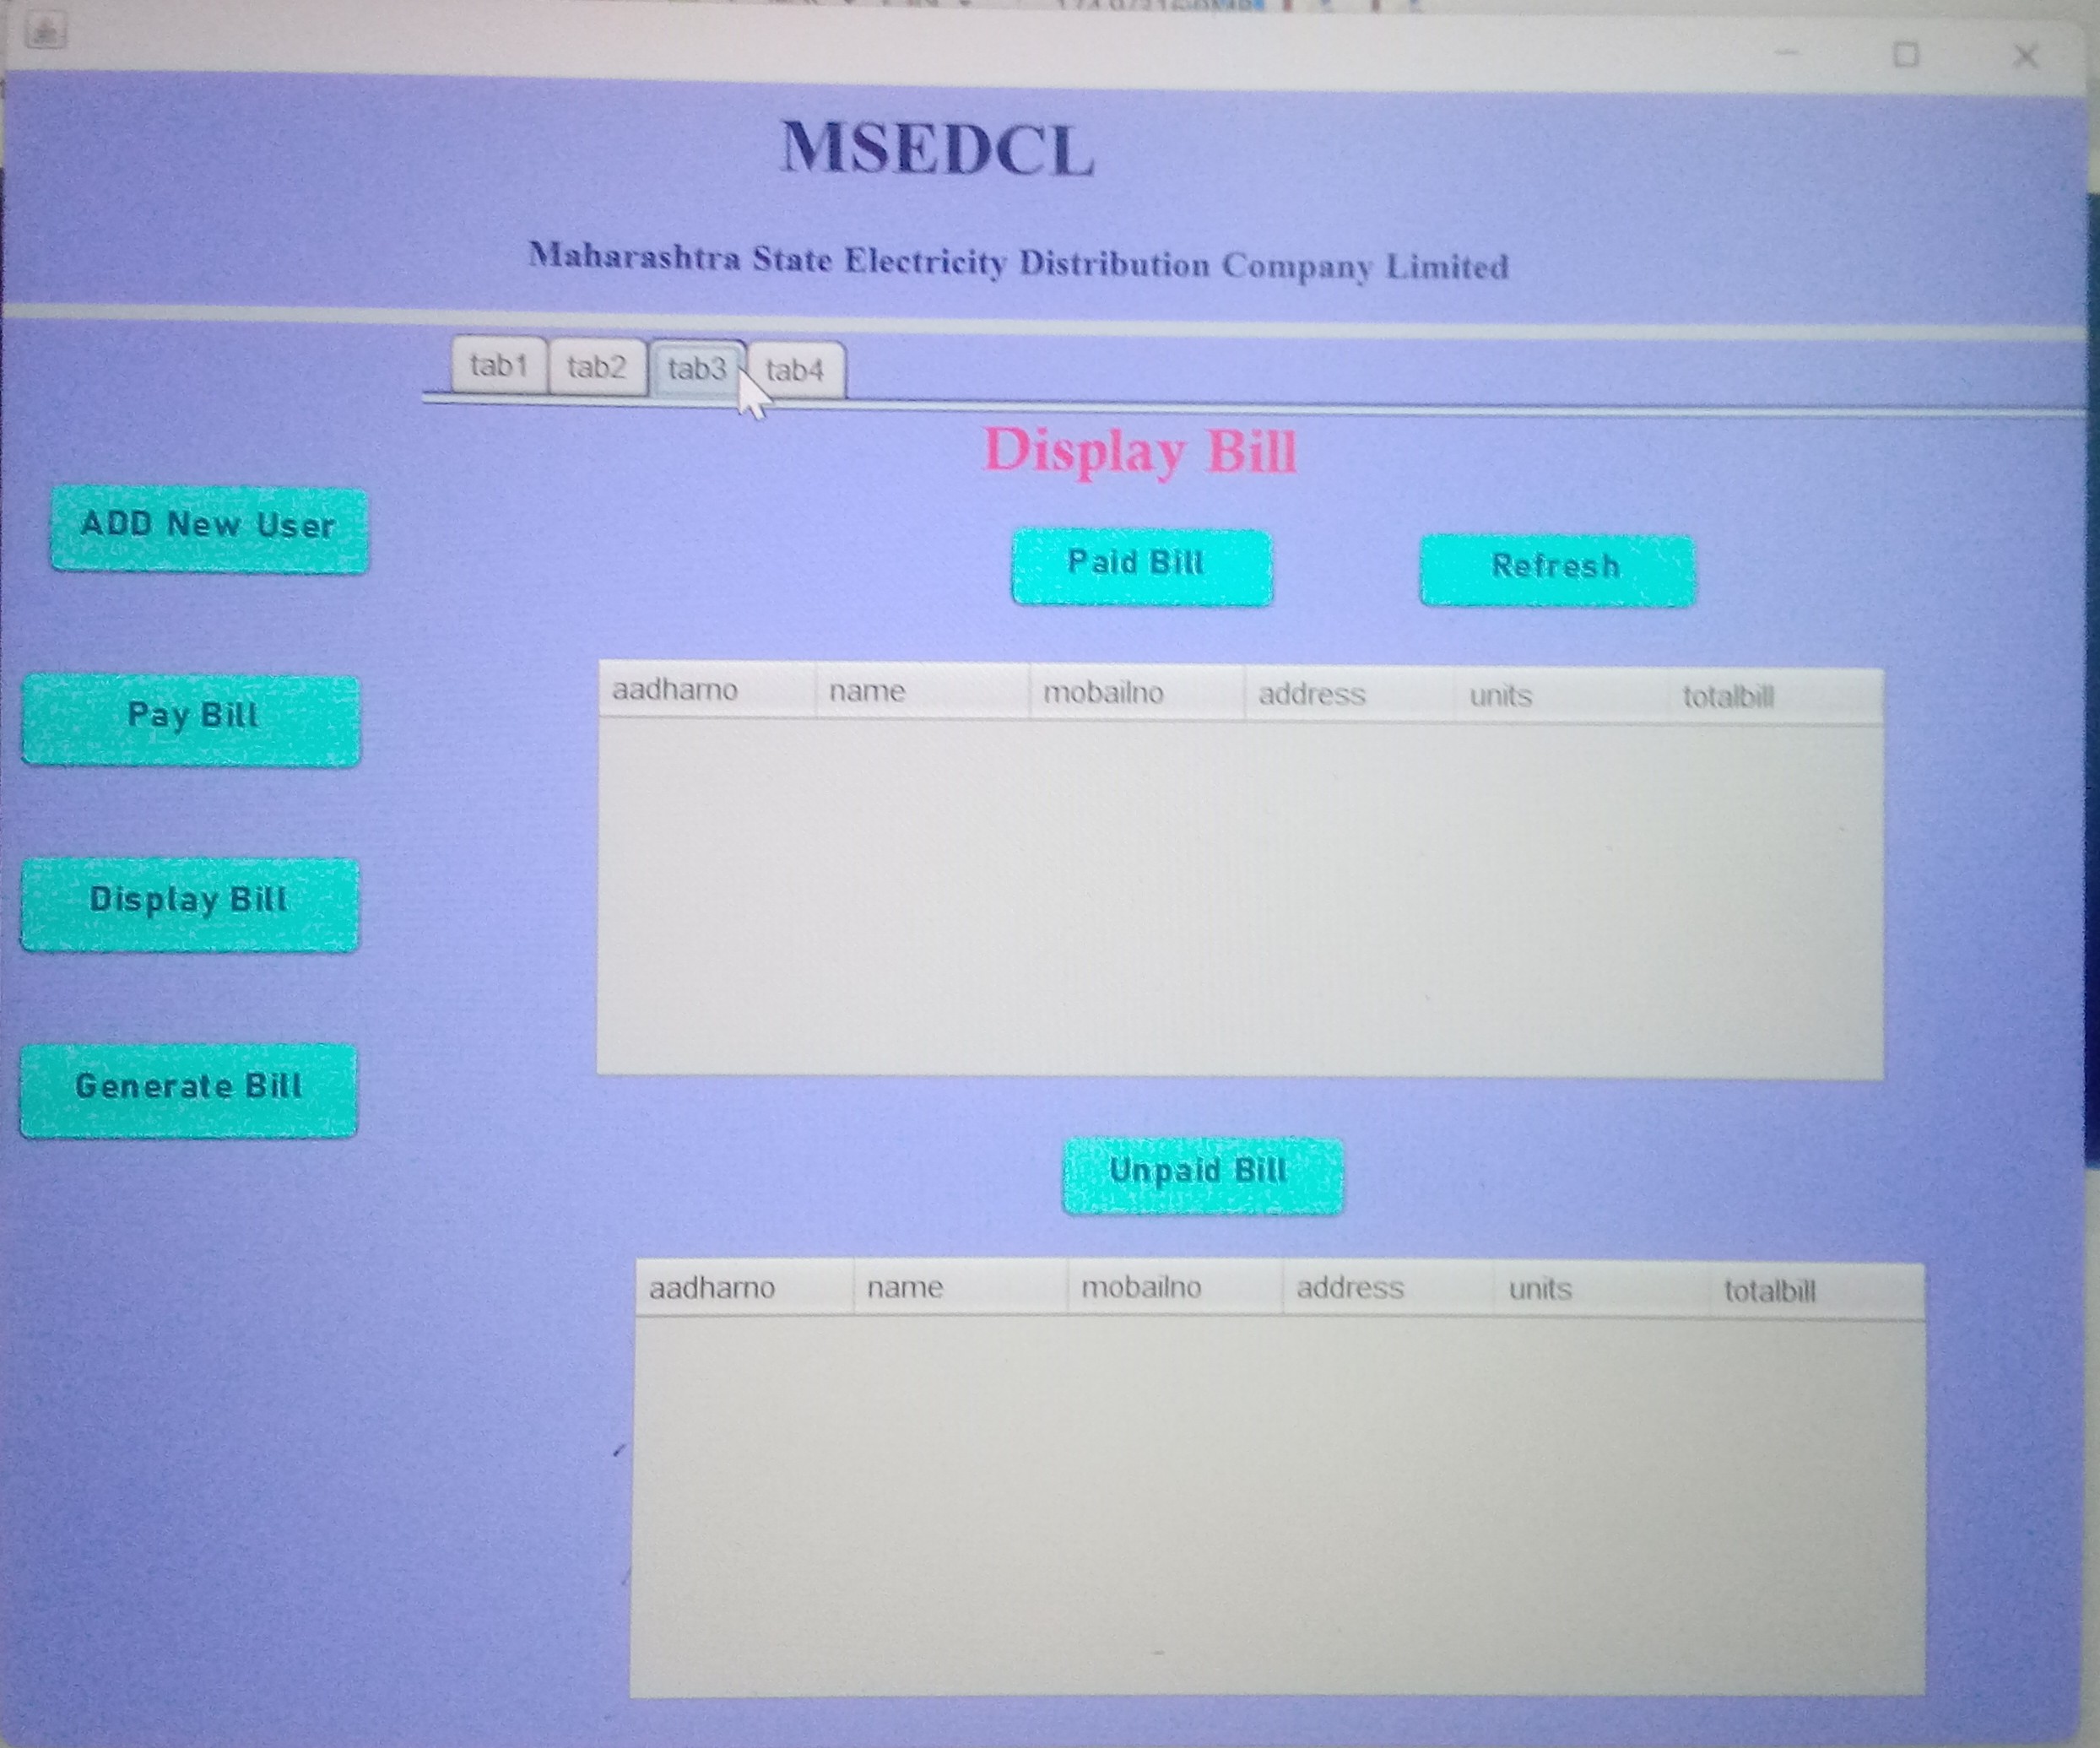 MSEDCL
Maharashtra State Electricity Distribution Company Limited
tab1 tab2 tab3 tab4
Display Bill
ADD New User
Paid Bill Refresh
Pay Bill
aadharno name mobailno address units totalbill
Display Bill
Generate Bill
Unpaid Bill
aadharno name mobailno address units totalbill